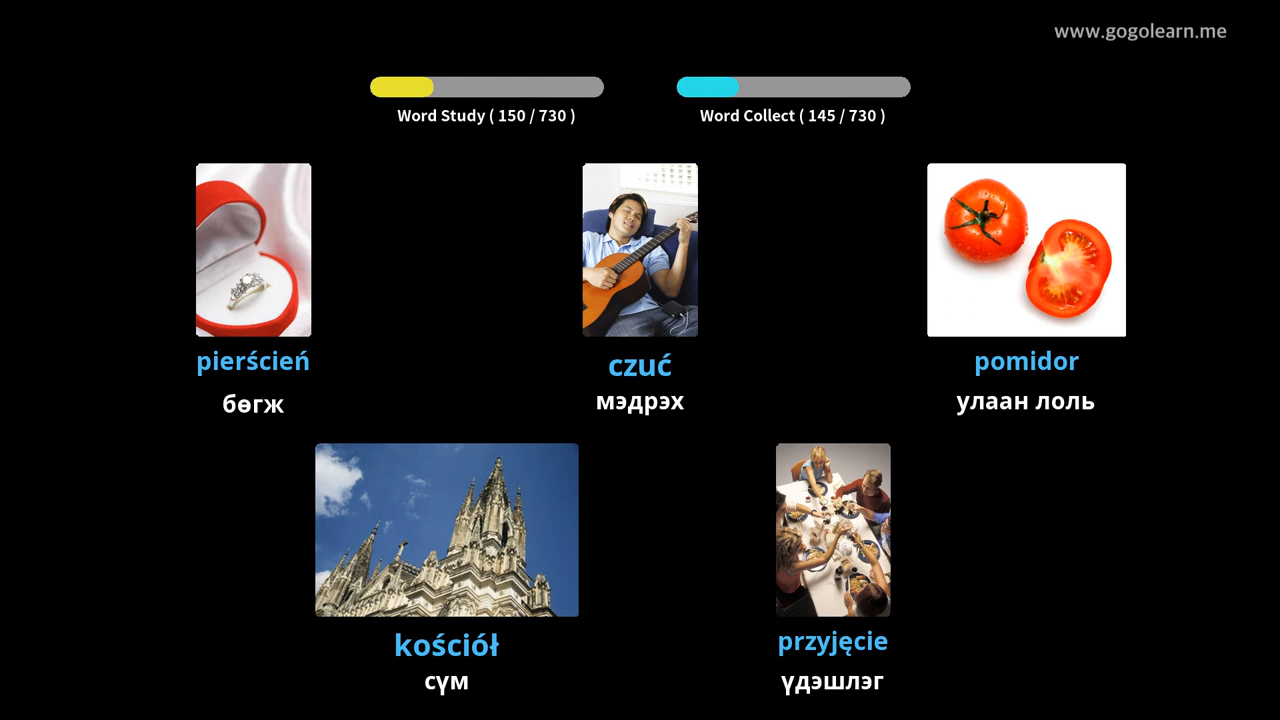 www.gogolearn.me
Word Study ( 150 / 730 )
Word Collect ( 145 / 730 )
pierścień
бөгж
czuć
мэдрэх
pomidor
улаан лоль
kościół
сүм
przyjęcie
үдэшлэг